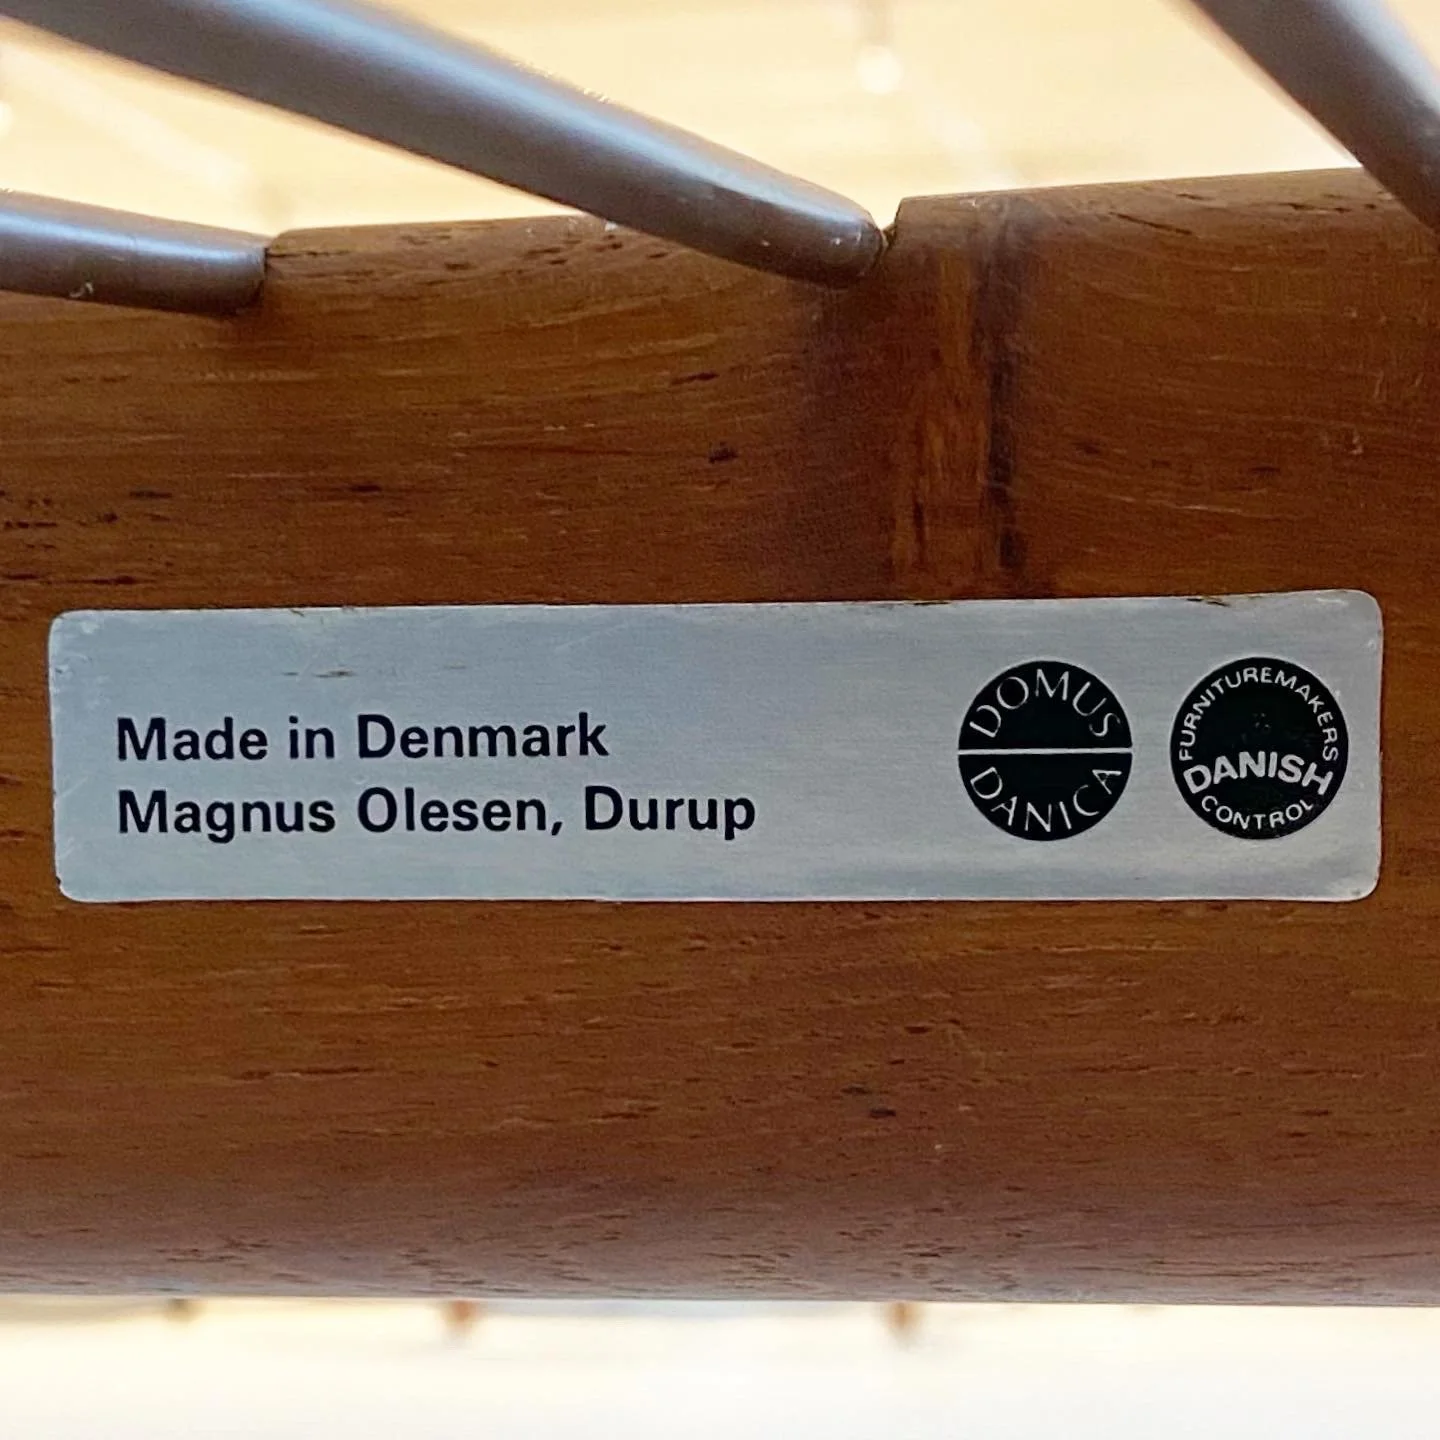 Made in Denmark
Magnus Olesen, Durup
DOMUS
DANICA
FURNITUREMAKERS
DANISH
CONTROL